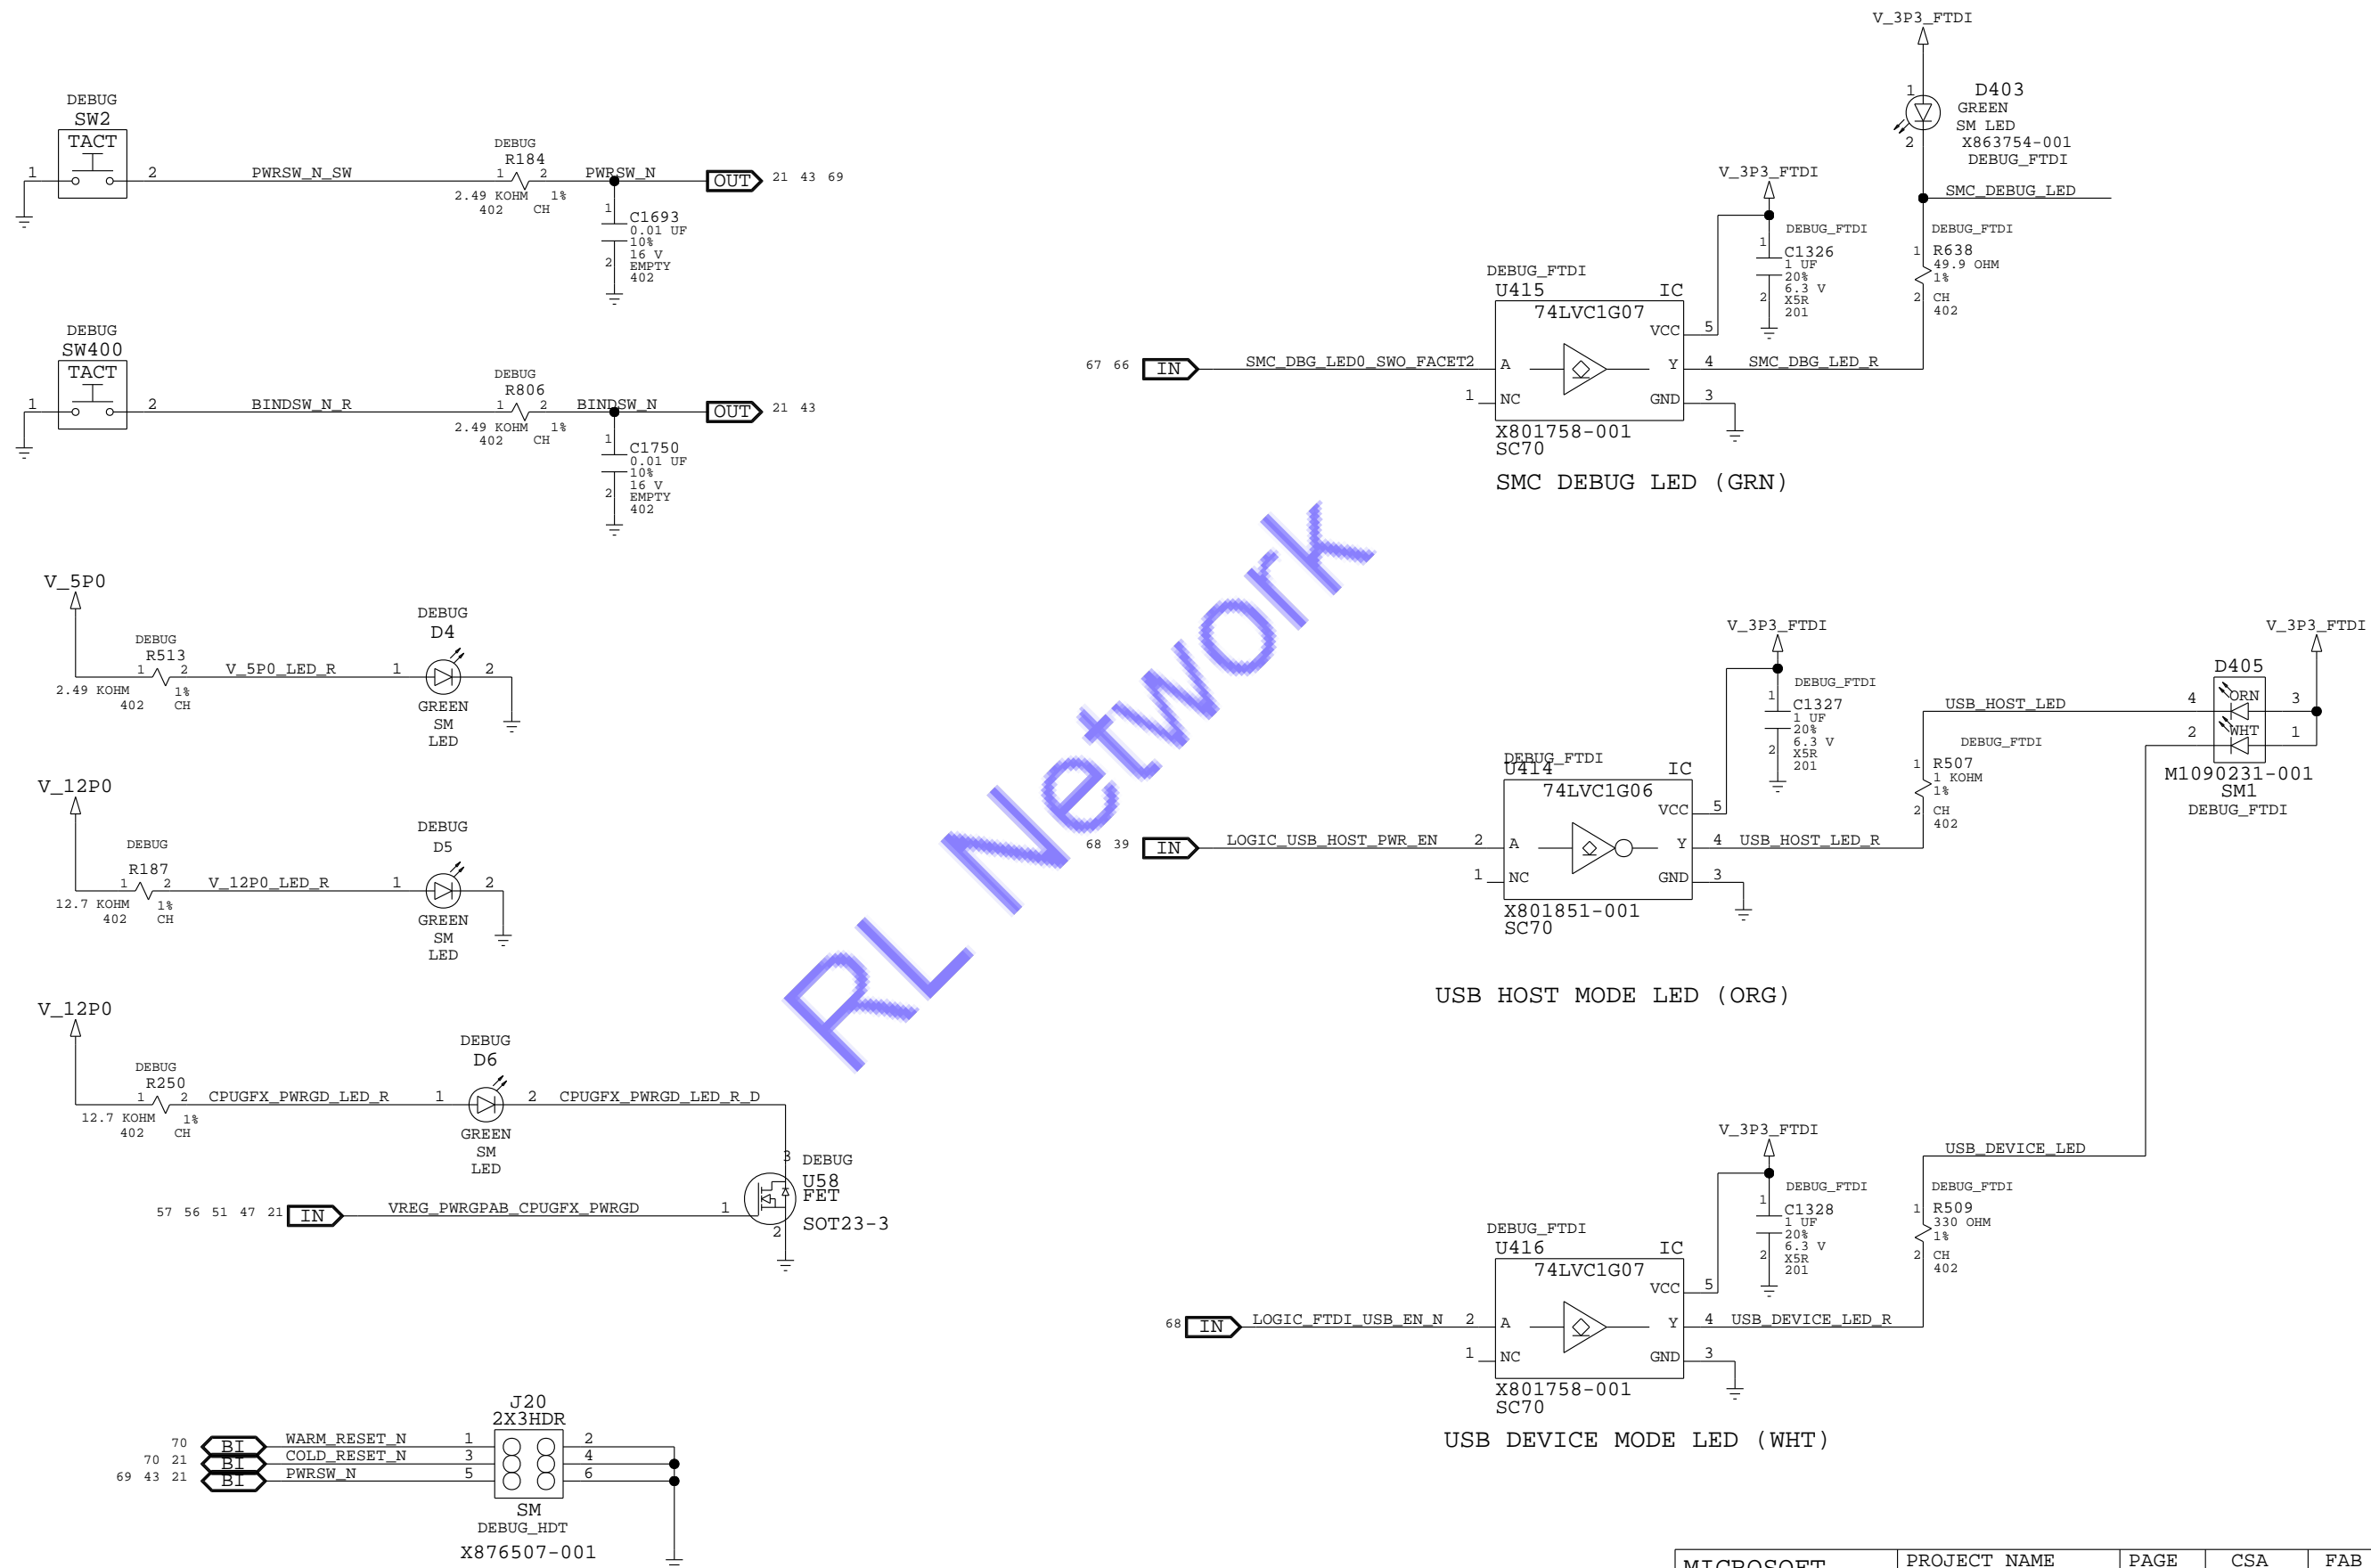 DEBUG
SW2
TACT
1
2
PWRSW_N_SW
DEBUG
R184
1 2
2.49 KOHM 1%
402 CH
PWRSW_N
OUT
21 43 69
1
C1693
0.01 UF
10%
16 V
2
EMPTY
402
DEBUG
SW400
TACT
1
2
BINDSW_N_R
DEBUG
R806
1 2
2.49 KOHM 1%
402 CH
BINDSW_N
OUT
21 43
1
C1750
0.01 UF
10%
16 V
2
EMPTY
402
V_5P0
DEBUG
R513
1 2
2.49 KOHM 1%
402 CH
V_5P0_LED_R
DEBUG
D4
1
2
GREEN
SM
LED
V_12P0
DEBUG
R187
1 2
12.7 KOHM 1%
402 CH
V_12P0_LED_R
DEBUG
D5
1
2
GREEN
SM
LED
V_12P0
DEBUG
R250
1 2
12.7 KOHM 1%
402 CH
CPUGFX_PWRGD_LED_R
DEBUG
D6
1
2
GREEN
SM
LED
CPUGFX_PWRGD_LED_R_D
3
DEBUG
U58
FET
SOT23-3
57 56 51 47 21
IN
VREG_PWRGPAB_CPUGFX_PWRGD
1
2
J20
2X3HDR
70
BI
WARM_RESET_N
1
2
70 21
BI
COLD_RESET_N
3
4
69 43 21
BI
PWRSW_N
5
6
SM
DEBUG_HDT
X876507-001
RL Network
V_3P3_FTDI
1
D403
GREEN
SM LED
2
X863754-001
DEBUG_FTDI
SMC_DEBUG_LED
V_3P3_FTDI
DEBUG_FTDI
1
C1326
1 UF
20%
6.3 V
2
X5R
201
DEBUG_FTDI
1
R638
49.9 OHM
1%
2
CH
402
DEBUG_FTDI
U415
IC
74LVC1G07
VCC
5
67 66
IN
SMC_DBG_LED0_SWO_FACET
2
A
Y
4
SMC_DBG_LED_R
1
NC
GND
3
X801758-001
SC70
SMC DEBUG LED (GRN)
V_3P3_FTDI
DEBUG_FTDI
1
C1327
1 UF
20%
6.3 V
2
X5R
201
V_3P3_FTDI
D405
4
ORN
3
2
WHT
1
M1090231-001
SM1
DEBUG_FTDI
USB_HOST_LED
DEBUG_FTDI
1
R507
1 KOHM
1%
2
CH
402
DEBUG_FTDI
U414
IC
74LVC1G06
VCC
5
68 39
IN
LOGIC_USB_HOST_PWR_EN
2
A
Y
4
USB_HOST_LED_R
1
NC
GND
3
X801851-001
SC70
USB HOST MODE LED (ORG)
V_3P3_FTDI
DEBUG_FTDI
1
C1328
1 UF
20%
6.3 V
2
X5R
201
USB_DEVICE_LED
DEBUG_FTDI
1
R509
330 OHM
1%
2
CH
402
DEBUG_FTDI
U416
IC
74LVC1G07
VCC
5
68
IN
LOGIC_FTDI_USB_EN_N
2
A
Y
4
USB_DEVICE_LED_R
1
NC
GND
3
X801758-001
SC70
USB DEVICE MODE LED (WHT)
MICROSOFT
PROJECT NAME
PAGE
CSA
FAB